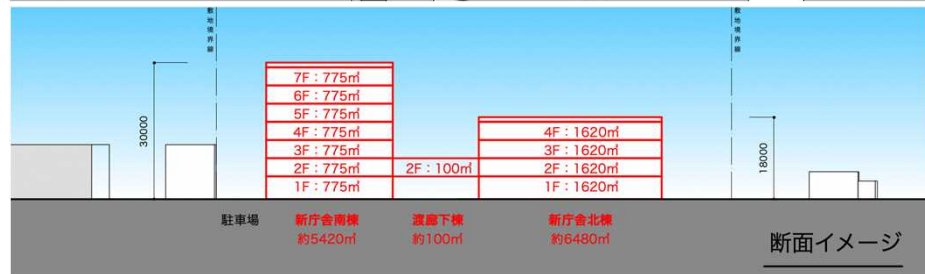 敷地境界線
敷地境界線
7F：775㎡
6F：775㎡
5F：775㎡
4F：775㎡
3F：775㎡
2F：775㎡
1F：775㎡
2F：100㎡
4F：1620㎡
3F：1620㎡
2F：1620㎡
1F：1620㎡
30000
18000
駐車場
新庁舎南棟
約5420㎡
渡廊下棟
約100㎡
新庁舎北棟
約6480㎡
断面イメージ